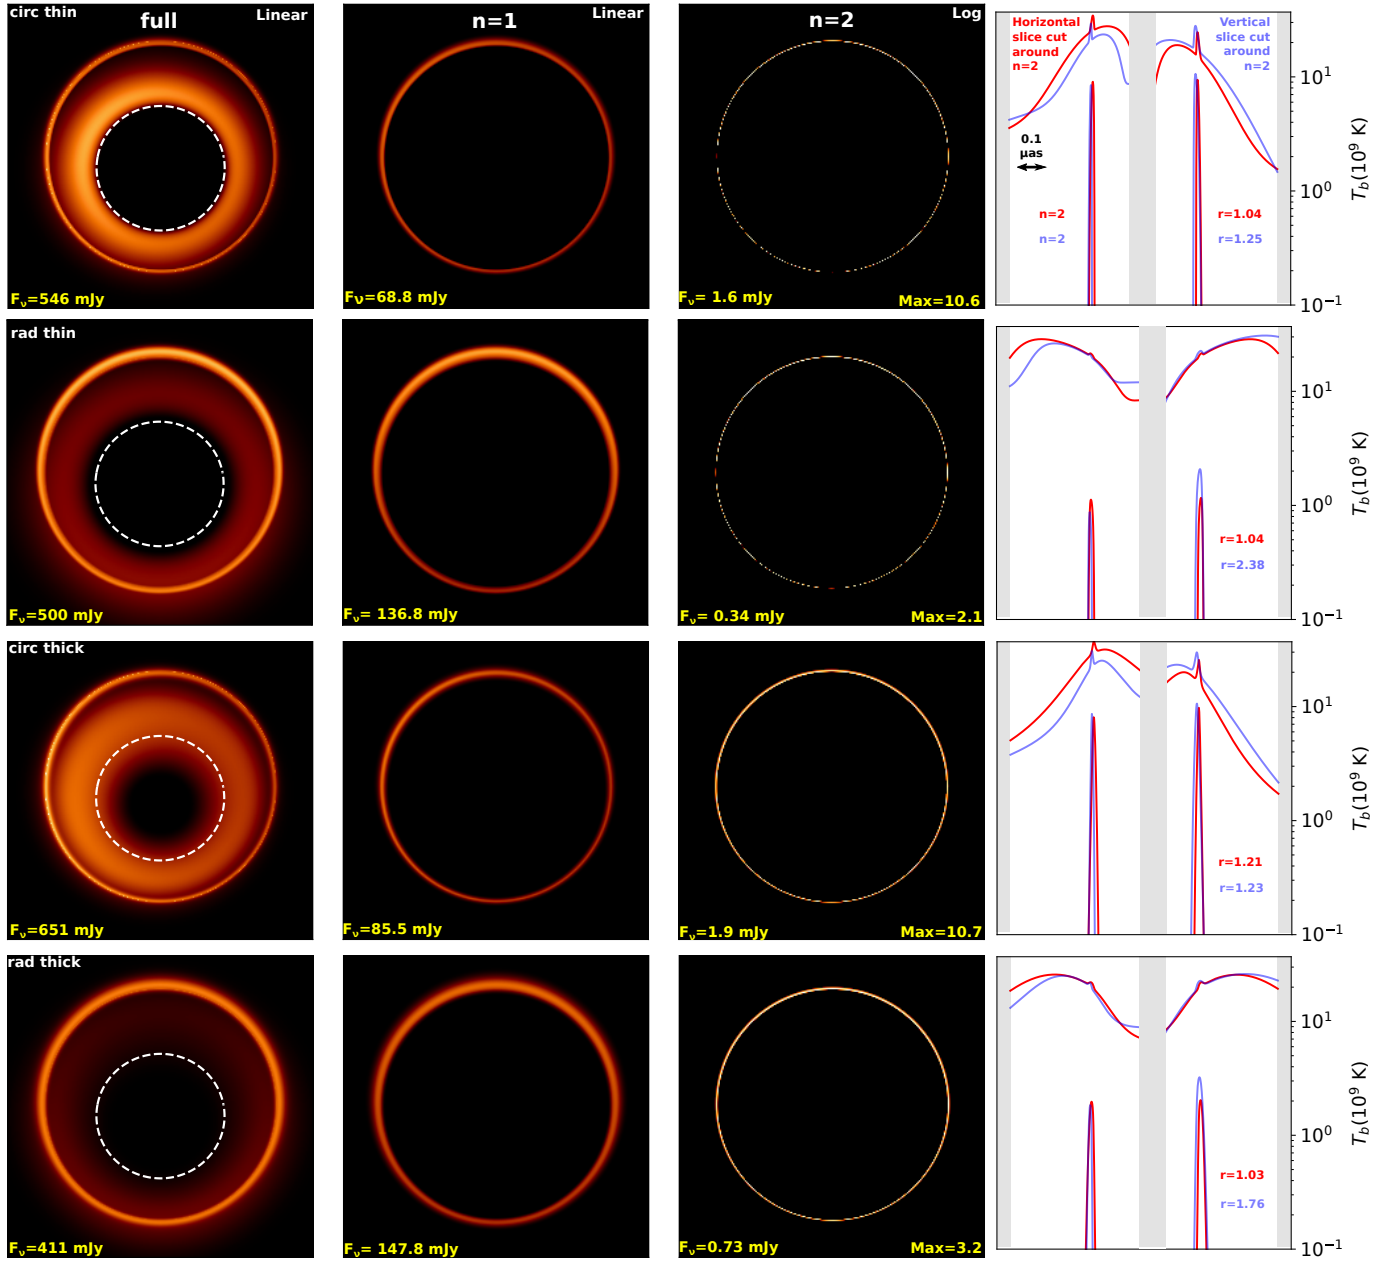 circ thin
full
Linear
n=1
Linear
n=2
Log
Horizontal
slice cut
around
n=2
Vertical
slice cut
around
n=2
0.1
µas
n=2
n=2
r=1.04
r=1.25
10¹
10⁰
10⁻¹
T_b(10⁹ K)
F_ν=546 mJy
Fν=68.8 mJy
F_ν= 1.6 mJy
Max=10.6
rad thin
F_ν=500 mJy
F_ν= 136.8 mJy
F_ν= 0.34 mJy
Max=2.1
r=1.04
r=2.38
10¹
10⁰
10⁻¹
T_b(10⁹ K)
circ thick
F_ν=651 mJy
F_ν=85.5 mJy
F_ν=1.9 mJy
Max=10.7
r=1.21
r=1.23
10¹
10⁰
10⁻¹
T_b(10⁹ K)
rad thick
F_ν=411 mJy
F_ν= 147.8 mJy
F_ν=0.73 mJy
Max=3.2
r=1.03
r=1.76
10¹
10⁰
10⁻¹
T_b(10⁹ K)